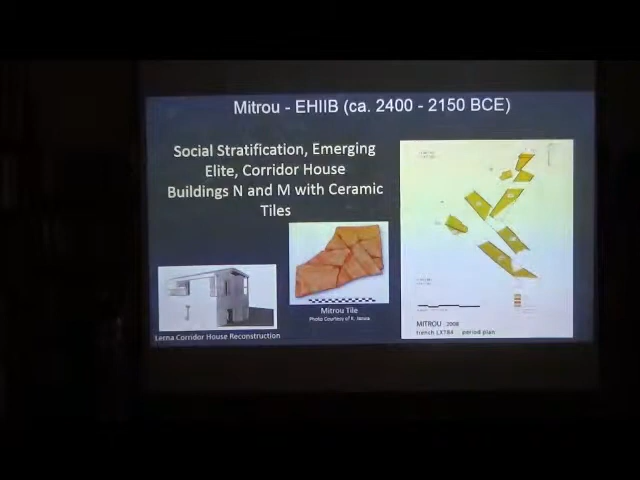 Mitrou - EHIIB (ca. 2400 - 2150 BCE)
Social Stratification, Emerging
Elite, Corridor House
Buildings N and M with Ceramic
Tiles
Lerna Corridor House Reconstruction
Mitrou Tile
Photo Courtesy of
MITROU 2008
trench LX784 period plan